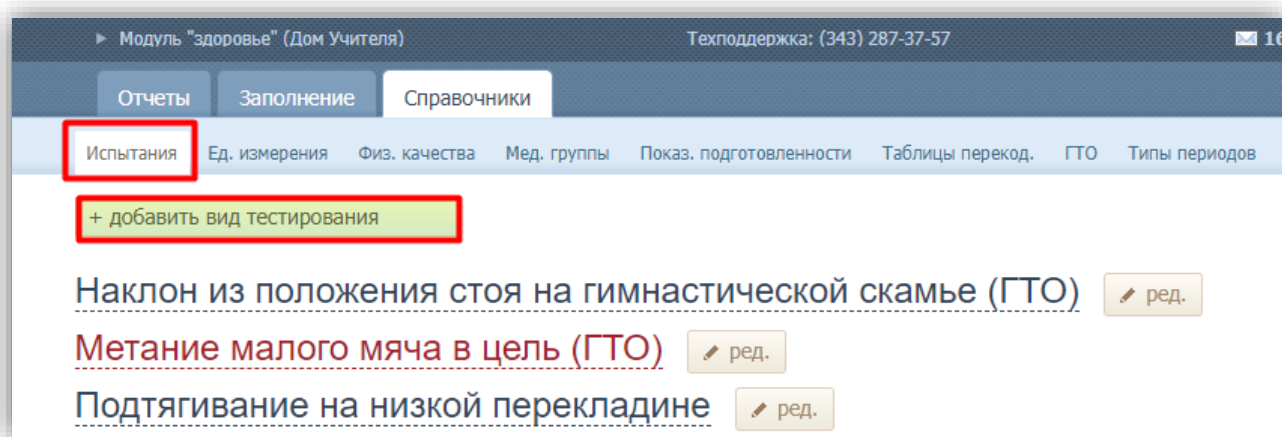 Модуль "здоровье" (Дом Учителя) Техподдержка: (343) 287-37-57 16
Отчеты Заполнение Справочники
Испытания Ед. измерения Физ. качества Мед. группы Показ. подготовленности Таблицы перекод. ГТО Типы периодов
+ добавить вид тестирования
Наклон из положения стоя на гимнастической скамье (ГТО) ред.
Метание малого мяча в цель (ГТО) ред.
Подтягивание на низкой перекладине ред.